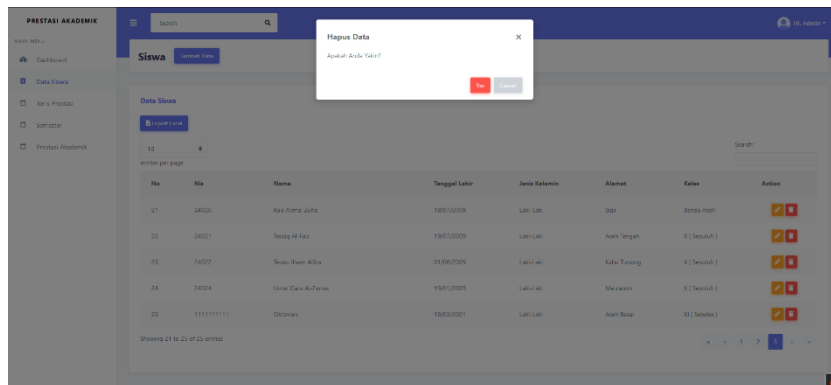 PRESTASI AKADEMIK
Search
Hi, Admin
Hapus Data
×
Apakah Anda Yakin?
Yes
Cancel
MAIN MENU
Dashboard
Data Siswa
Jenis Prestasi
Semester
Prestasi Akademik
Siswa
Tambah Data
Data Siswa
Export Excel
10
entries per page
Search:
No Nis Nama Tanggal Lahir Jenis Kelamin Alamat Kelas Action
21 24020 19/07/2009 Laki-Laki Banda Aceh
22 24021 19/07/2009 Laki-Laki Aceh Tengah X ( Sepuluh )
23 24022 01/06/2009 Laki-Laki X ( Sepuluh )
24 24024 19/01/2009 Laki-Laki Meulaboh X ( Sepuluh )
25 1111111111 Oktavian 18/03/2001 Laki-Laki Aceh Besar XI ( Sebelas )
Showing 21 to 25 of 25 entries
« ‹ 1 2 3 › »